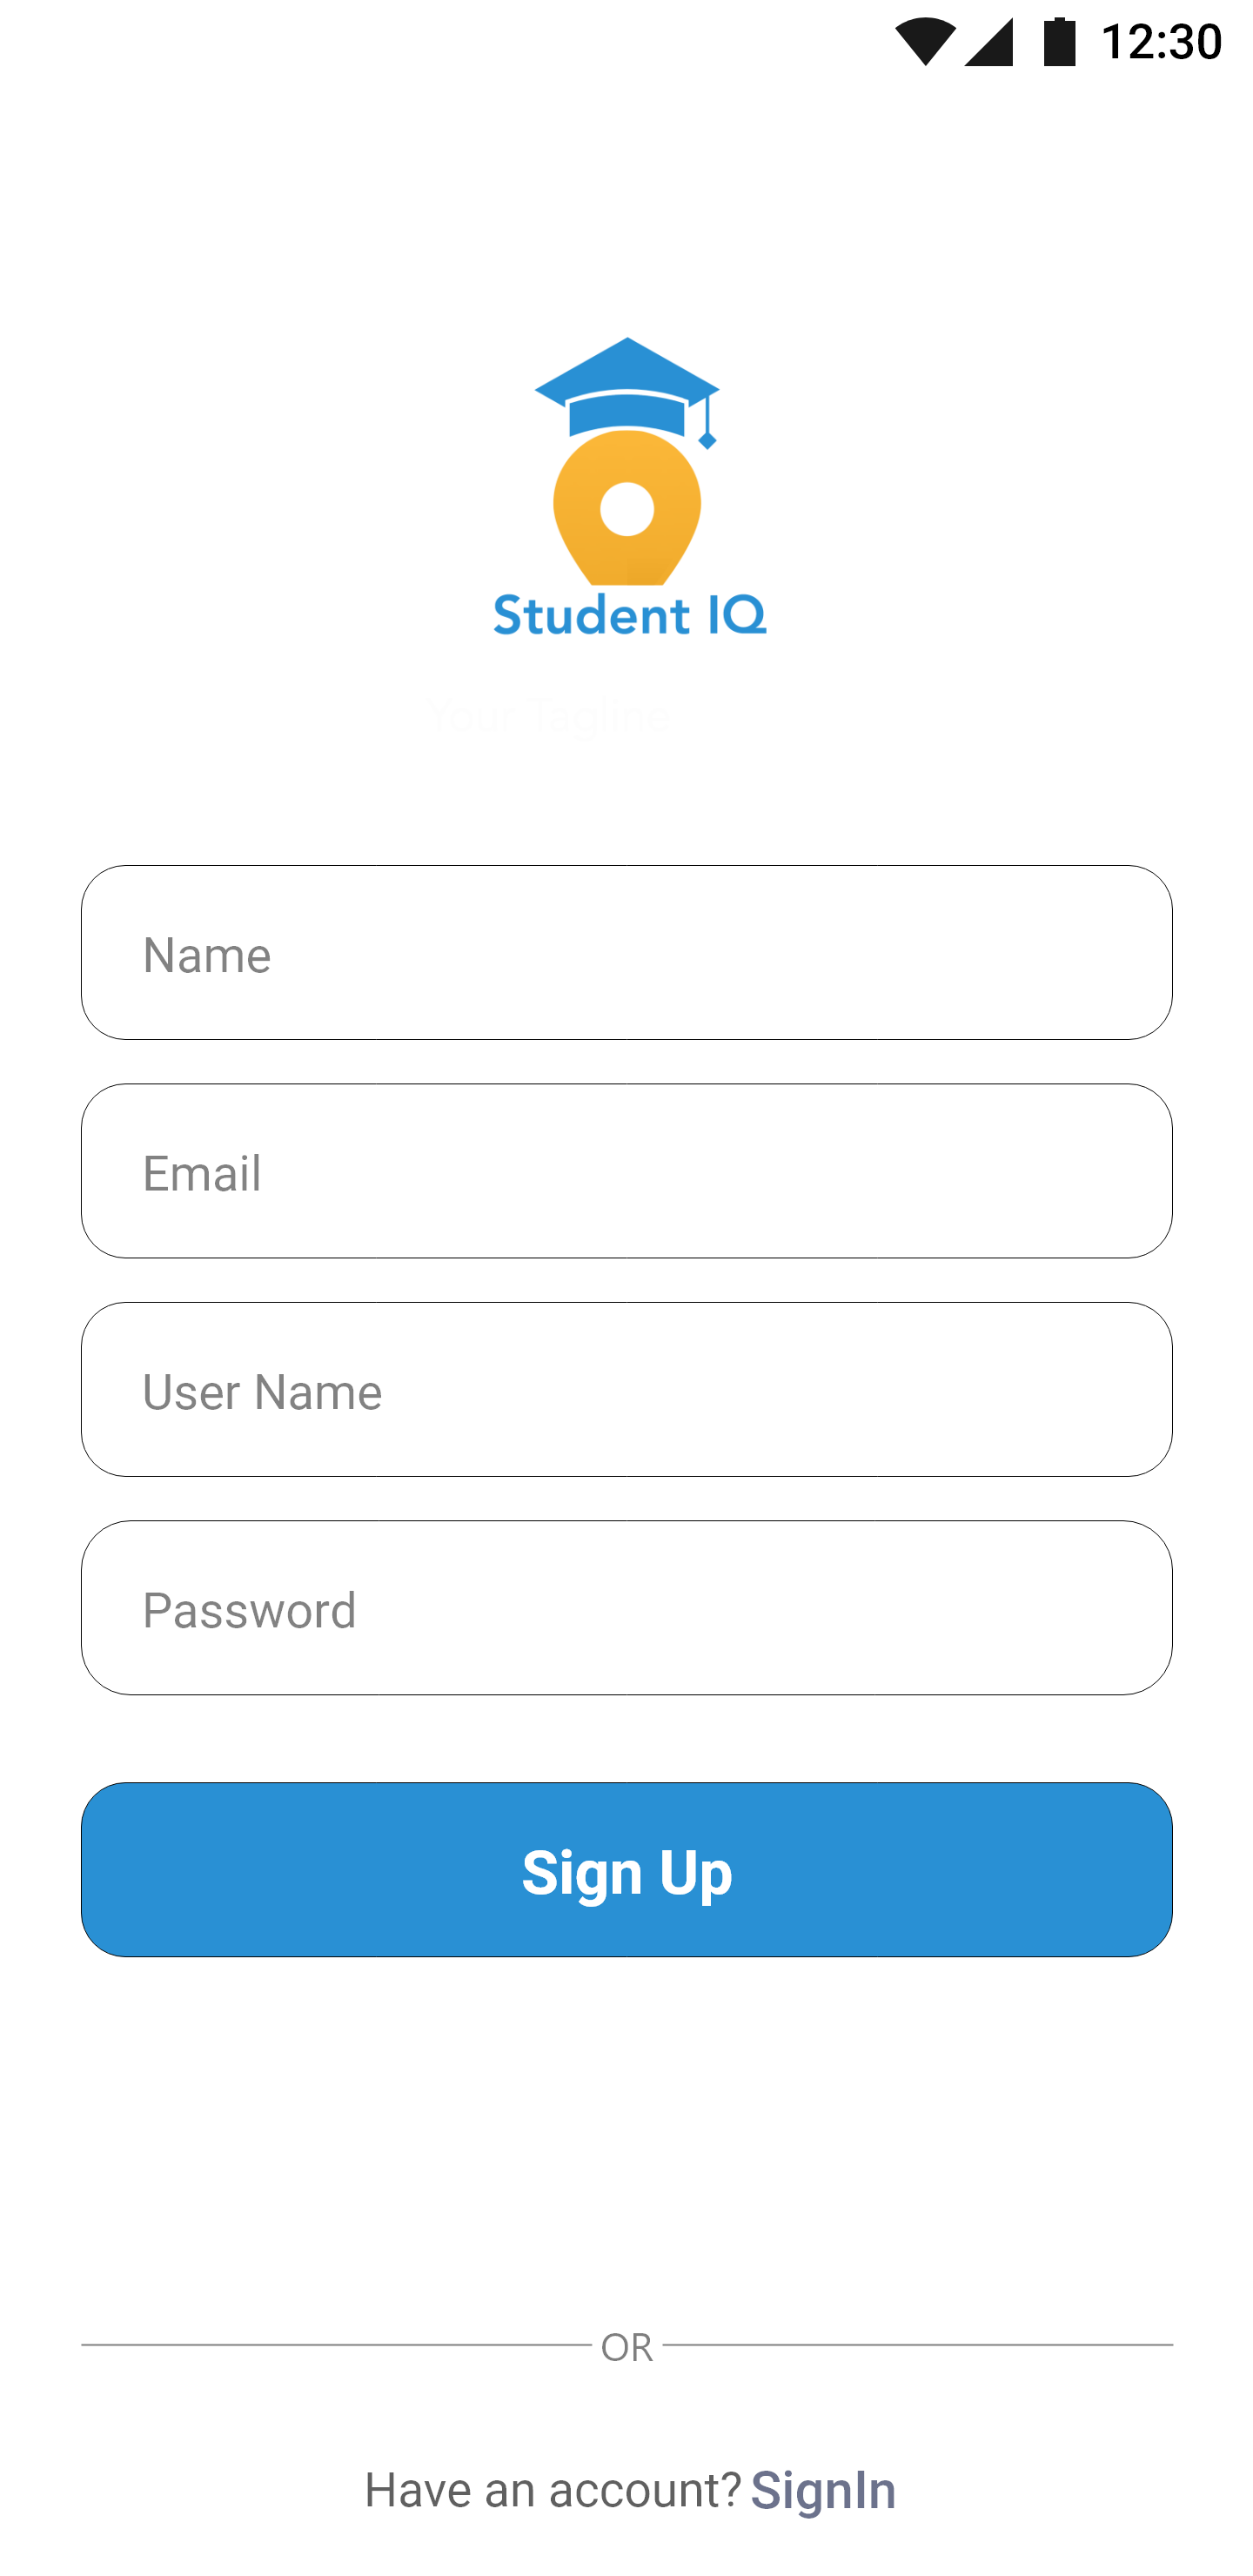 12:30
Student IQ
Your Tagline
Name
Email
User Name
Password
Sign Up
OR
Have an account? SignIn